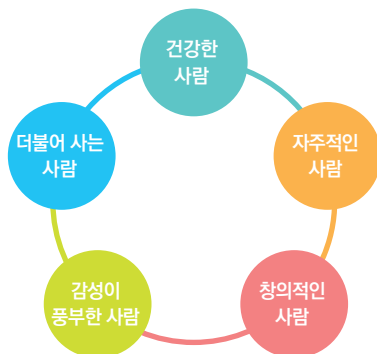 건강한
사람
자주적인
사람
창의적인
사람
감성이
풍부한 사람
더불어 사는
사람